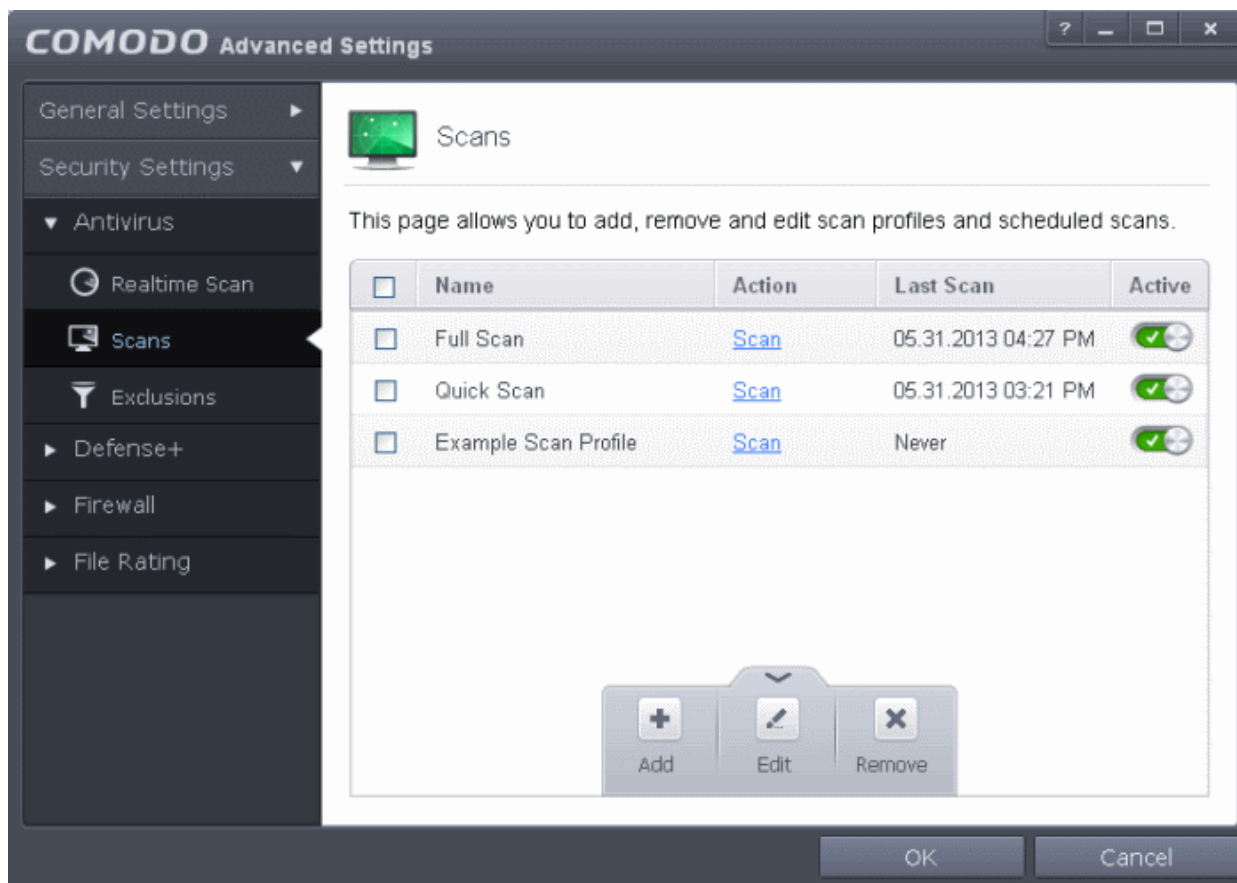 COMODO Advanced Settings
?
General Settings
Security Settings
Antivirus
Realtime Scan
Scans
Exclusions
Defense+
Firewall
File Rating
Scans
This page allows you to add, remove and edit scan profiles and scheduled scans.
Name Action Last Scan Active
Full Scan Scan 05.31.2013 04:27 PM
Quick Scan Scan 05.31.2013 03:21 PM
Example Scan Profile Scan Never
Add Edit Remove
OK Cancel